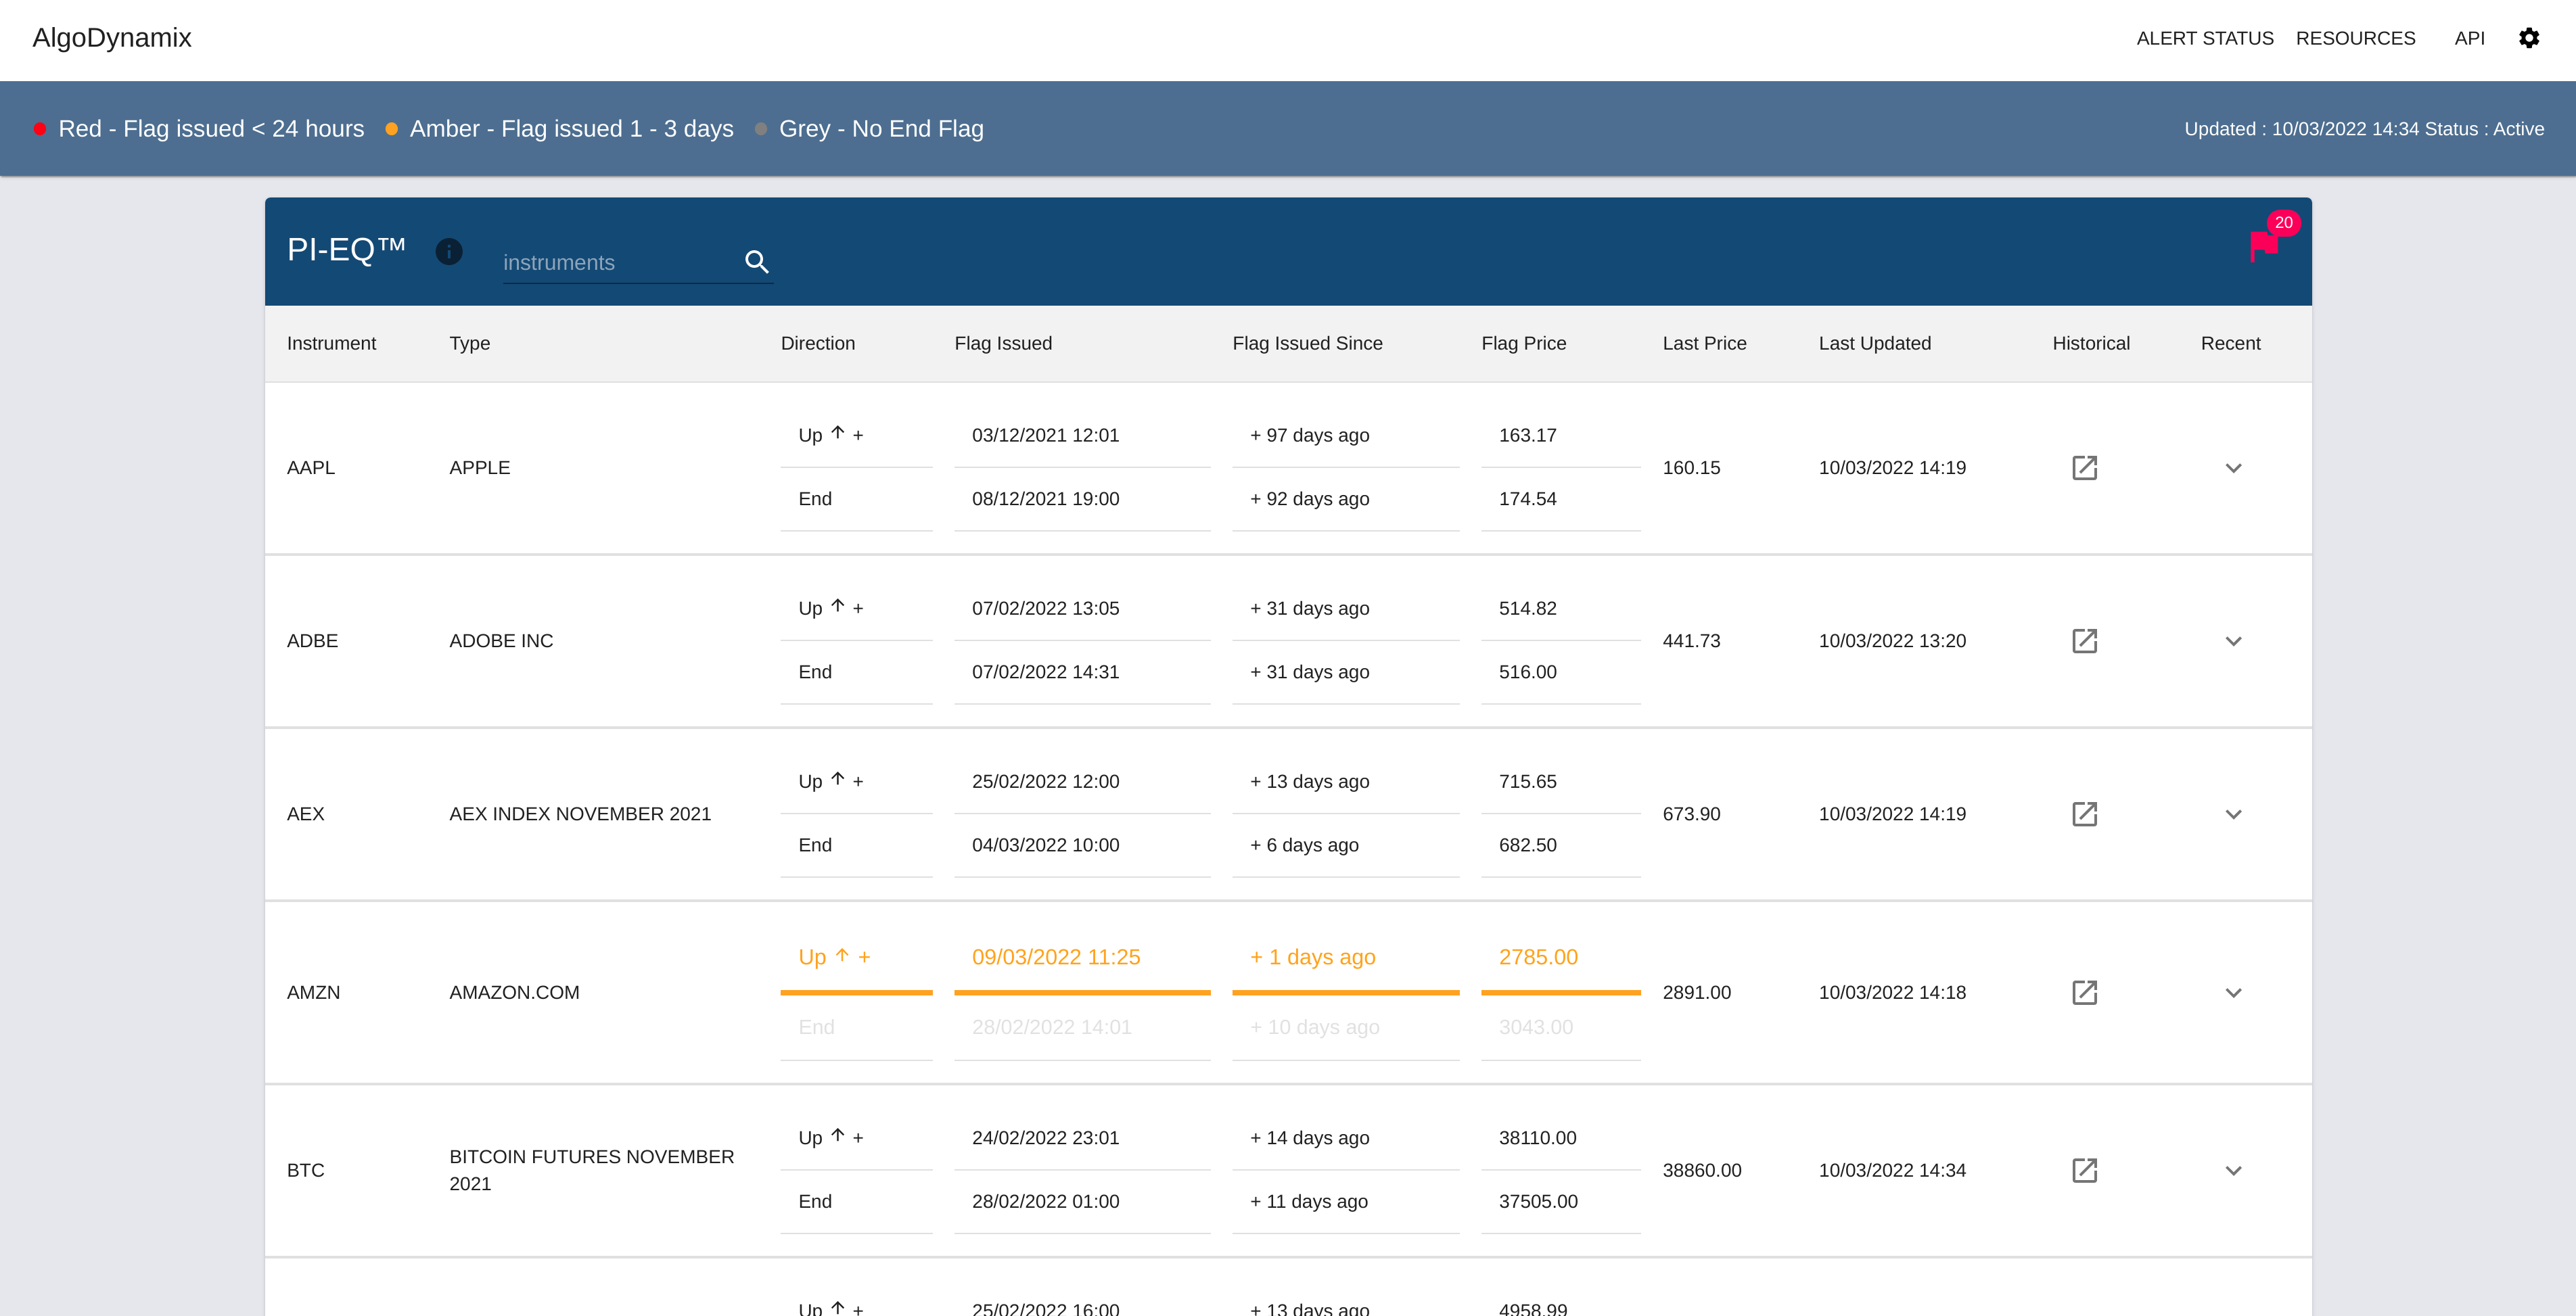 AlgoDynamix ALERT STATUS RESOURCES API
Red - Flag issued < 24 hours Amber - Flag issued 1 - 3 days Grey - No End Flag Updated : 10/03/2022 14:34 Status : Active
20
PI-EQ™ i instruments
Instrument Type Direction Flag Issued Flag Issued Since Flag Price Last Price Last Updated Historical Recent
Up ↑ + 03/12/2021 12:01 + 97 days ago 163.17
AAPL APPLE 160.15 10/03/2022 14:19
End 08/12/2021 19:00 + 92 days ago 174.54
Up ↑ + 07/02/2022 13:05 + 31 days ago 514.82
ADBE ADOBE INC 441.73 10/03/2022 13:20
End 07/02/2022 14:31 + 31 days ago 516.00
Up ↑ + 25/02/2022 12:00 + 13 days ago 715.65
AEX AEX INDEX NOVEMBER 2021 673.90 10/03/2022 14:19
End 04/03/2022 10:00 + 6 days ago 682.50
Up ↑ + 09/03/2022 11:25 + 1 days ago 2785.00
AMZN AMAZON.COM 2891.00 10/03/2022 14:18
End 28/02/2022 14:01 + 10 days ago 3043.00
Up ↑ + 24/02/2022 23:01 + 14 days ago 38110.00
BITCOIN FUTURES NOVEMBER
BTC 38860.00 10/03/2022 14:34
2021
End 28/02/2022 01:00 + 11 days ago 37505.00
Up ↑ + 25/02/2022 16:00 + 13 days ago 4958.99